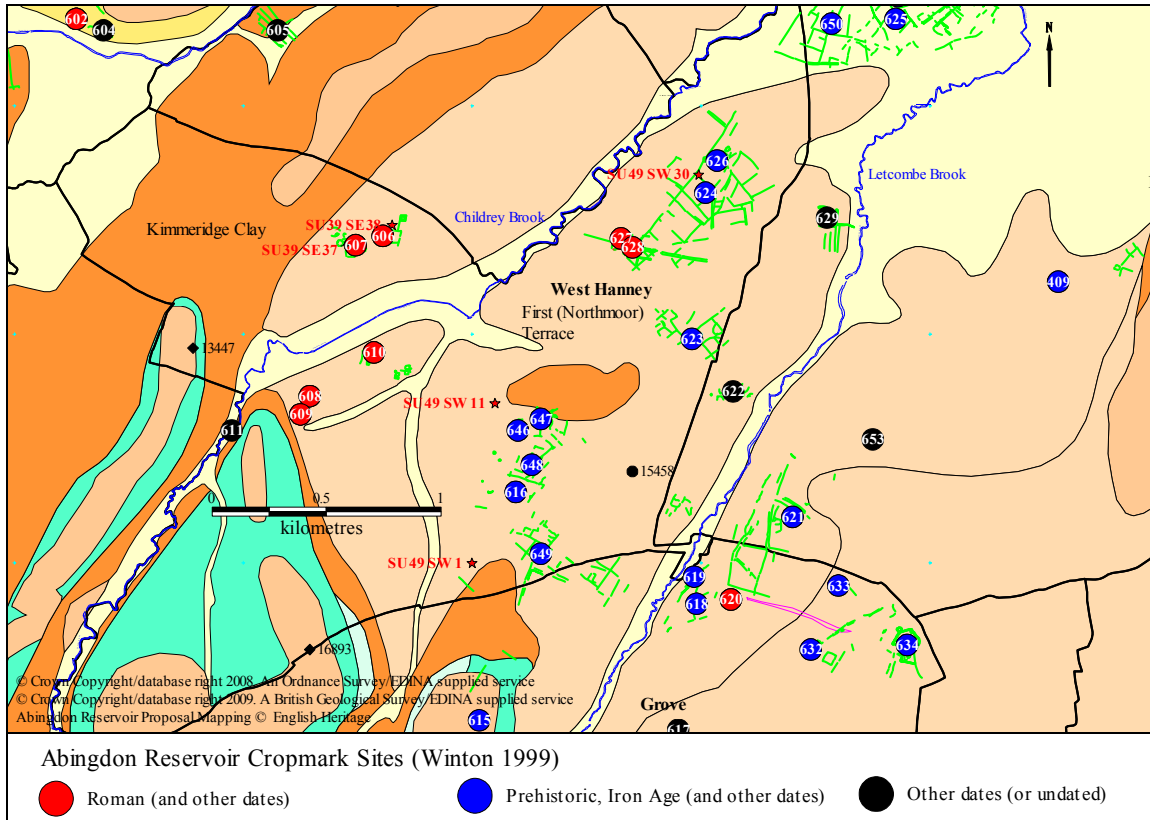 602
604
605
650
625
N
626
SU49 SW 30
624
Letcombe Brook
Childrey Brook
629
SU39 SE38
606
Kimmeridge Clay
607
SU39 SE37
627
628
409
West Hanney
First (Northmoor)
Terrace
623
13447
610
622
608
609
SU49 SW 11
647
646
611
653
648
15458
616
0 0.5 1
kilometres
621
649
SU49 SW 1
619
633
618
620
634
632
16893
© Crown Copyright/database right 2008. An Ordnance Survey/EDINA supplied service
© Crown Copyright/database right 2009. A British Geological Survey/EDINA supplied service
Abingdon Reservoir Proposal Mapping © English Heritage
Grove
615
617
Abingdon Reservoir Cropmark Sites (Winton 1999)
Roman (and other dates)
Prehistoric, Iron Age (and other dates)
Other dates (or undated)